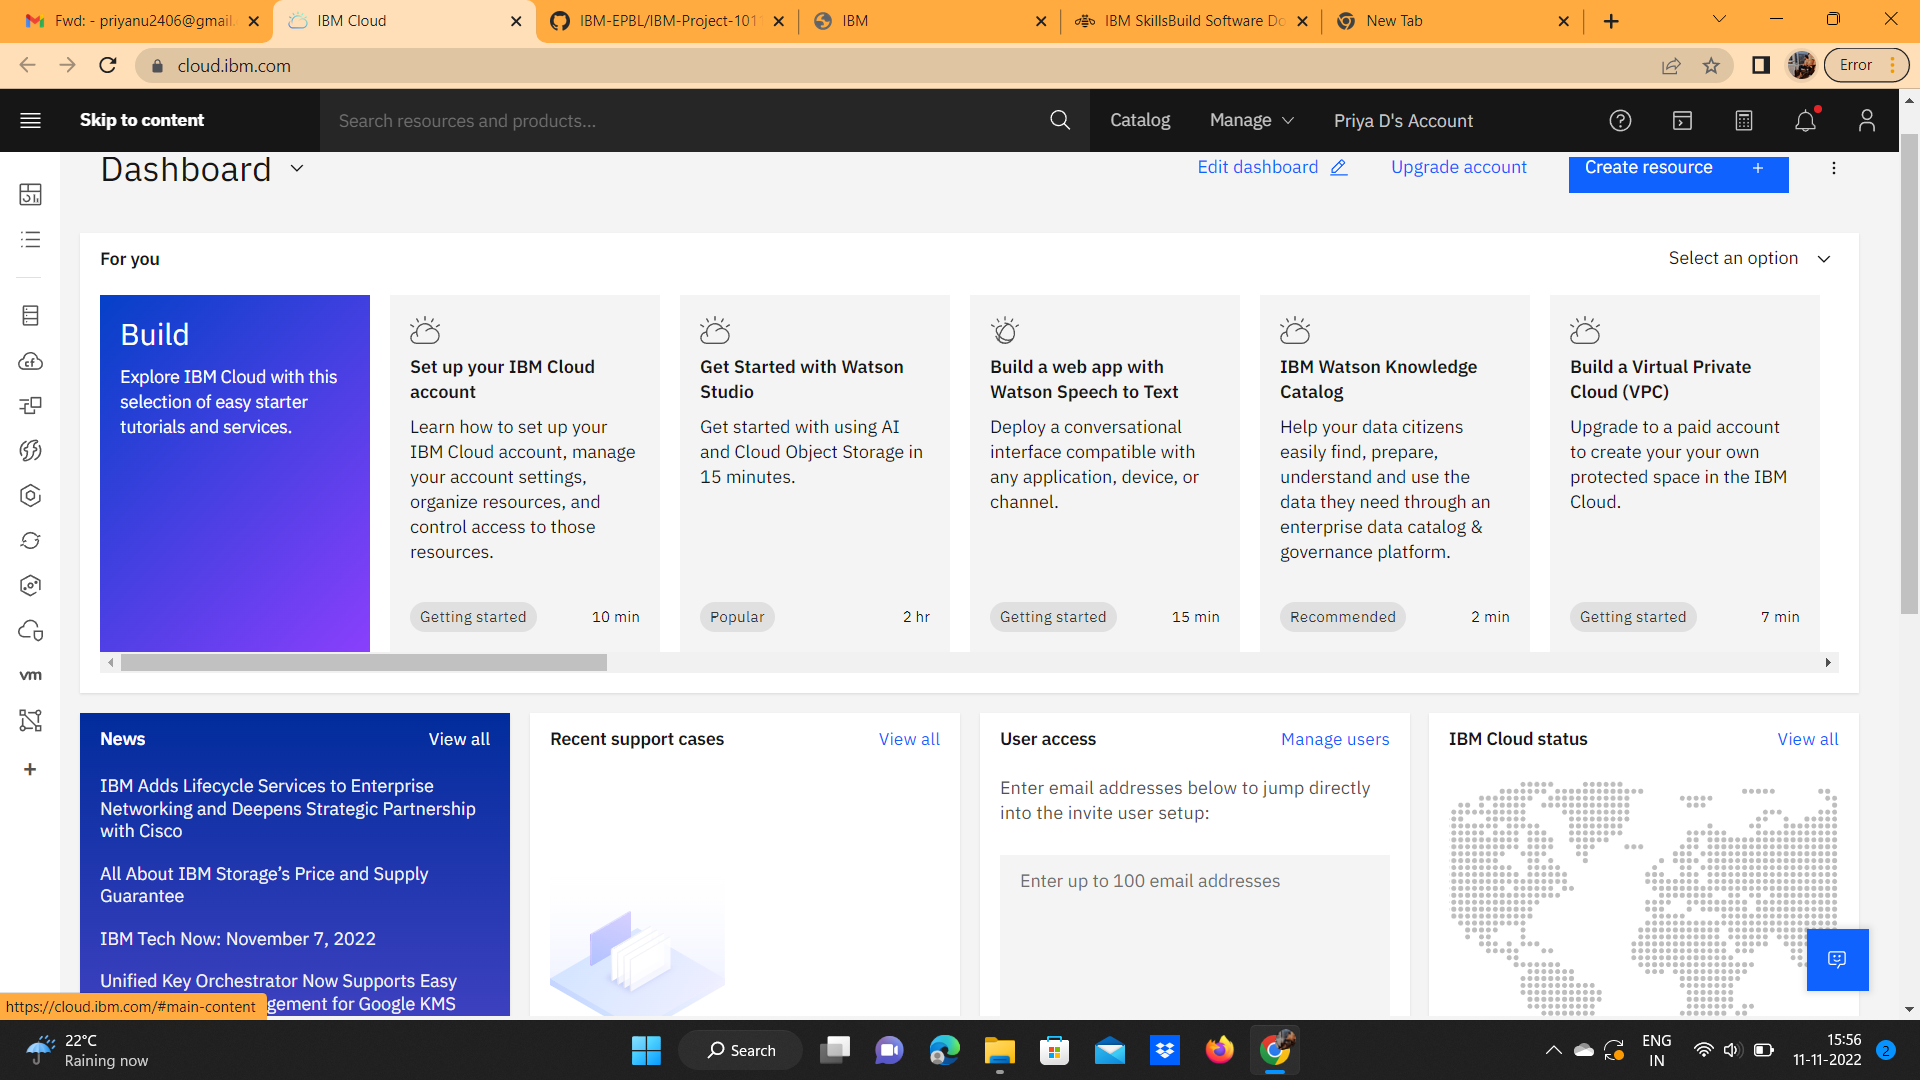 Fwd: - priyanu2406@gmail.
IBM Cloud
IBM-EPBL/IBM-Project-101
IBM
IBM SkillsBuild Software Do
New Tab
cloud.ibm.com
Error
Skip to content
Search resources and products...
Catalog
Manage
Priya D's Account
Dashboard
Edit dashboard
Upgrade account
Create resource +
For you
Select an option
Build
Explore IBM Cloud with this
selection of easy starter
tutorials and services.
Set up your IBM Cloud
account
Learn how to set up your
IBM Cloud account, manage
your account settings,
organize resources, and
control access to those
resources.
Getting started
10 min
Get Started with Watson
Studio
Get started with using AI
and Cloud Object Storage in
15 minutes.
Popular
2 hr
Build a web app with
Watson Speech to Text
Deploy a conversational
interface compatible with
any application, device, or
channel.
Getting started
15 min
IBM Watson Knowledge
Catalog
Help your data citizens
easily find, prepare,
understand and use the
data they need through an
enterprise data catalog &
governance platform.
Recommended
2 min
Build a Virtual Private
Cloud (VPC)
Upgrade to a paid account
to create your your own
protected space in the IBM
Cloud.
Getting started
7 min
vm
News
View all
IBM Adds Lifecycle Services to Enterprise
Networking and Deepens Strategic Partnership
with Cisco
All About IBM Storage’s Price and Supply
Guarantee
IBM Tech Now: November 7, 2022
Unified Key Orchestrator Now Supports Easy
gement for Google KMS
Recent support cases
View all
User access
Manage users
Enter email addresses below to jump directly
into the invite user setup:
Enter up to 100 email addresses
IBM Cloud status
View all
https://cloud.ibm.com/#main-content
22°C
Raining now
Search
ENG
IN
15:56
11-11-2022
2